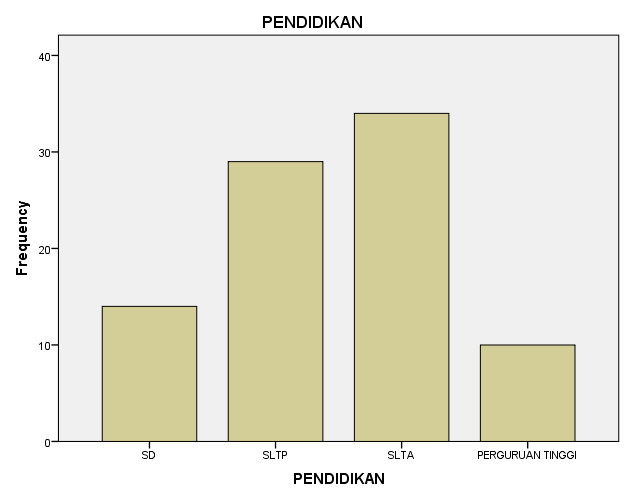 PENDIDIKAN
40
30
20
10
0
Frequency
SD SLTP SLTA PERGURUAN TINGGI
PENDIDIKAN